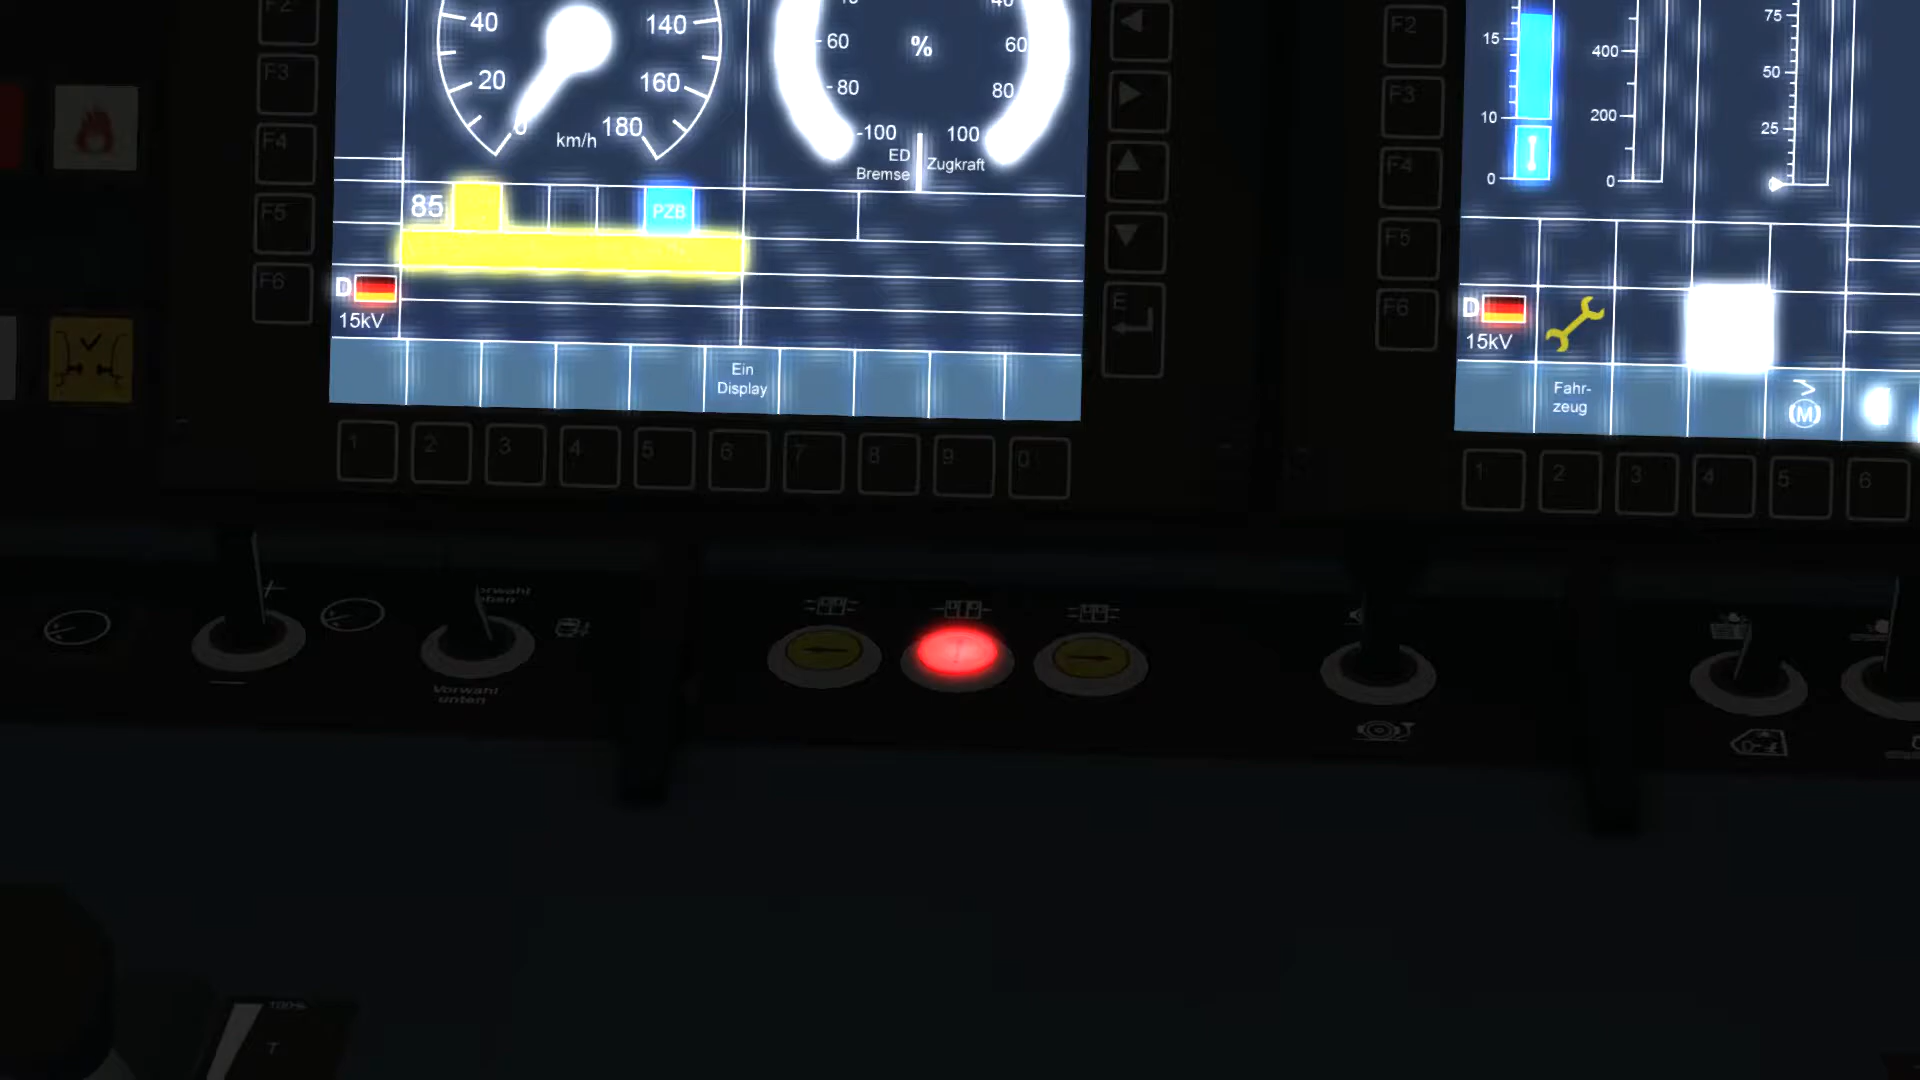 F2
F3
F4
F5
F6
40
20
0
km/h
140
160
180
60
80
-100
%
40
60
80
100
ED
Bremse
Zugkraft
85
PZB
D
15kV
Ein
Display
1 2 3 4 5 6 7 8 9 0
E
F2
F3
F4
F5
F6
15
10
0
400
200
0
75
50
25
D
15kV
Fahr-
zeug
(M)
1 2 3 4 5 6
Vorwahl
unten
T